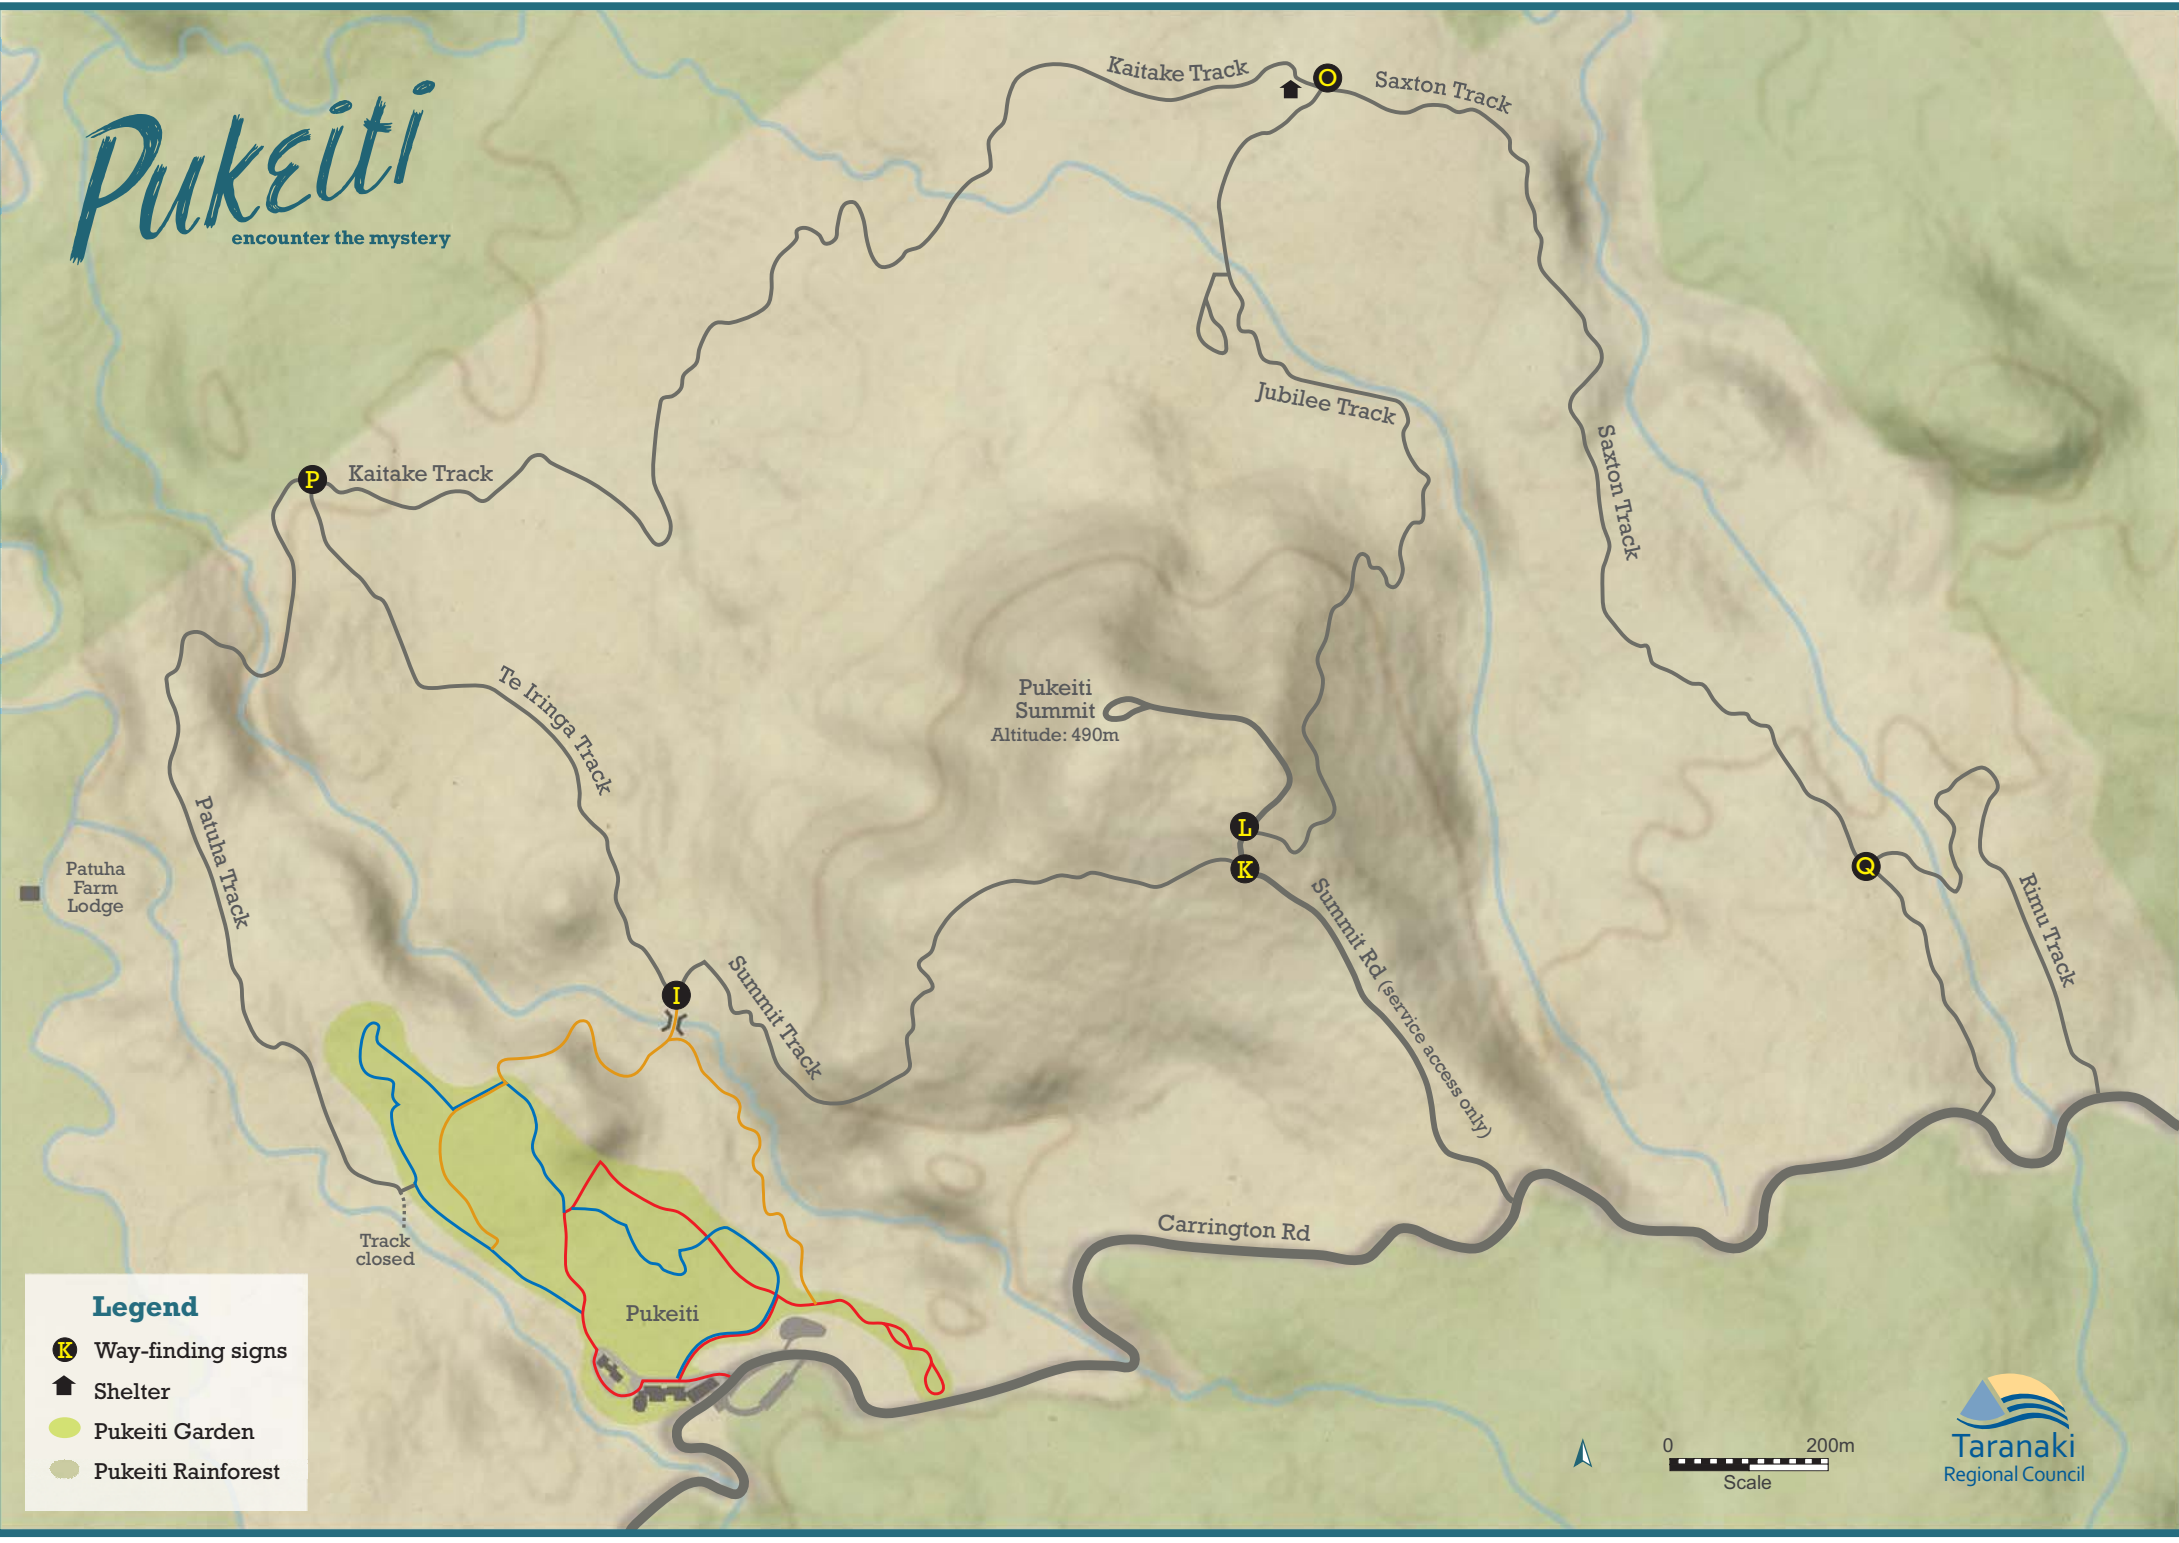 Pukeiti
encounter the mystery
Kaitake Track
O
Saxton Track
Jubilee Track
Saxton Track
P
Kaitake Track
Te Iringa Track
Pukeiti
Summit
Altitude: 490m
L
K
Q
Patuha Track
Patuha
Farm
Lodge
Summit Rd (service access only)
Rimu Track
I
Summit Track
Track
closed
Carrington Rd
Pukeiti
Legend
K Way-finding signs
Shelter
Pukeiti Garden
Pukeiti Rainforest
0 200m
Scale
Taranaki
Regional Council